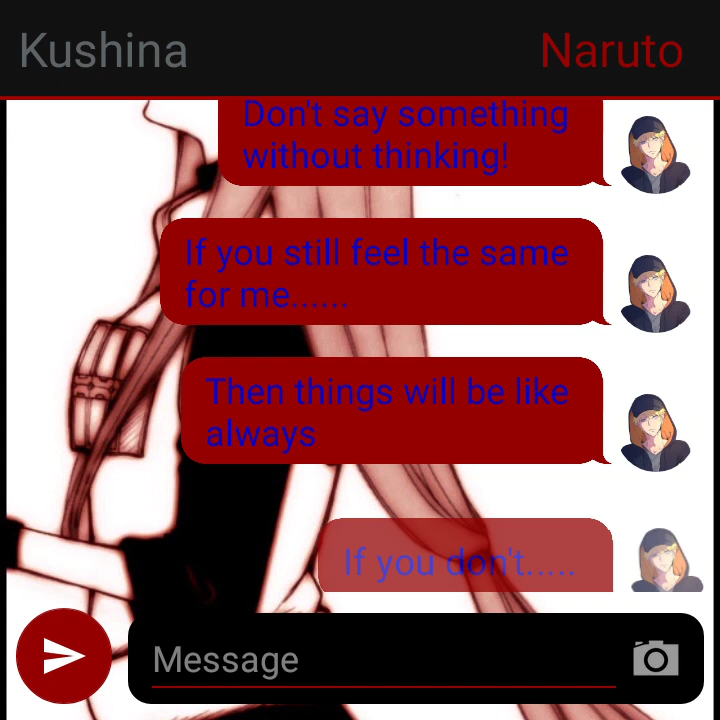 Kushina
Naruto
Don't say something
without thinking!
If you still feel the same
for me......
Then things will be like
always
If you don't.....
Message